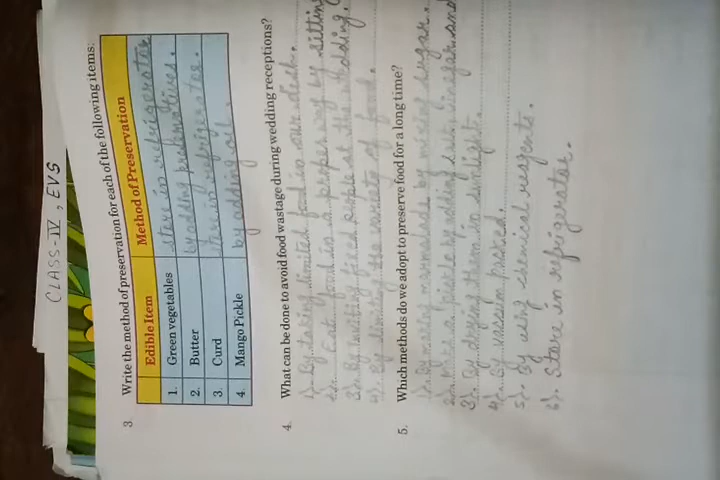 CLASS-IV, EVS
3 Write the method of preservation for each of the following items:
Edible Item Method of Preservation
1. Green vegetables store in refrigerator
2. Butter by adding preservatives.
3. Curd store in refrigerator.
4. Mango Pickle by adding oil.
4. What can be done to avoid food wastage during wedding receptions?
1). By taking limited food in our dish.
2). Eat food in a proper way by sitting
3). By inviting fixed people at the wedding.
4). By limiting the variety of food.
5. Which methods do we adopt to preserve food for a long time?
1). By making marmalads by mixing sugar.
2). Make a pickle by adding salt, vinegar and
3). By drying them in sunlight.
4). By vaccum packed.
5). By using chemical reagents.
6). Store in refrigerator.